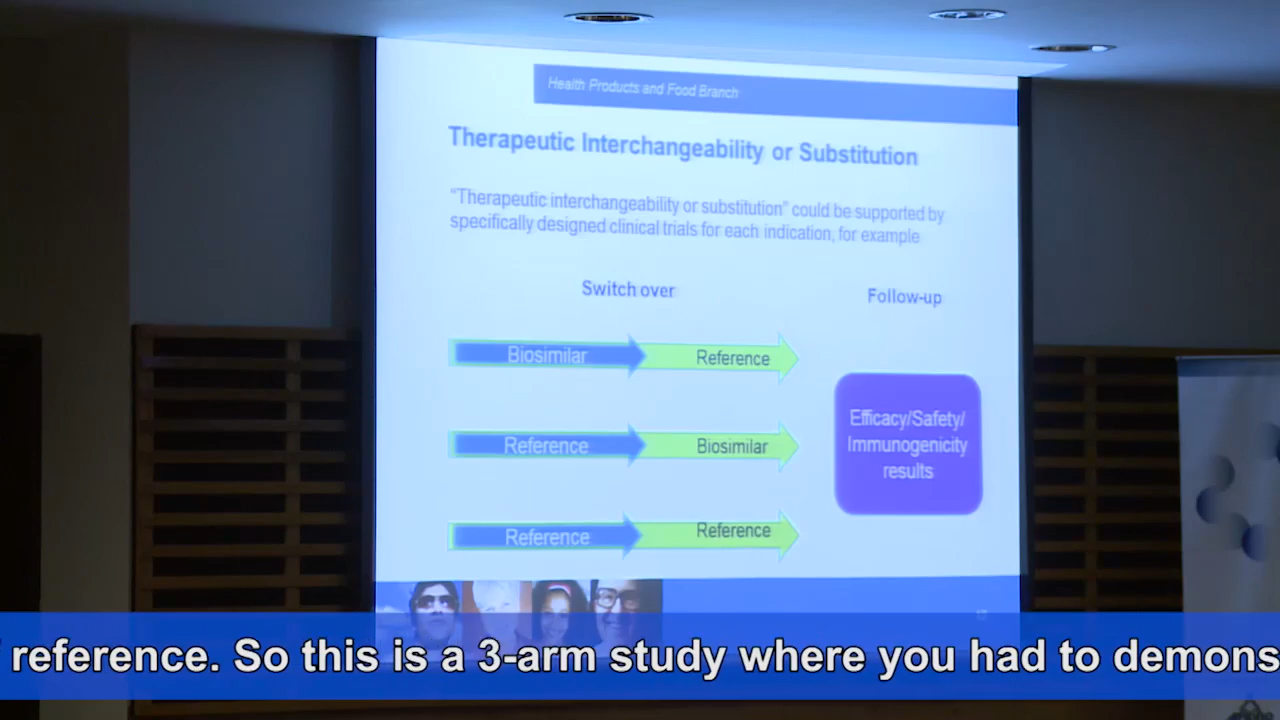 Health Products and Food Branch
Therapeutic Interchangeability or Substitution
"Therapeutic interchangeability or substitution" could be supported by
specifically designed clinical trials for each indication, for example
Switch over
Follow-up
Biosimilar
Reference
Reference
Biosimilar
Reference
Reference
Efficacy/Safety/
Immunogenicity
results
reference. So this is a 3-arm study where you had to demons